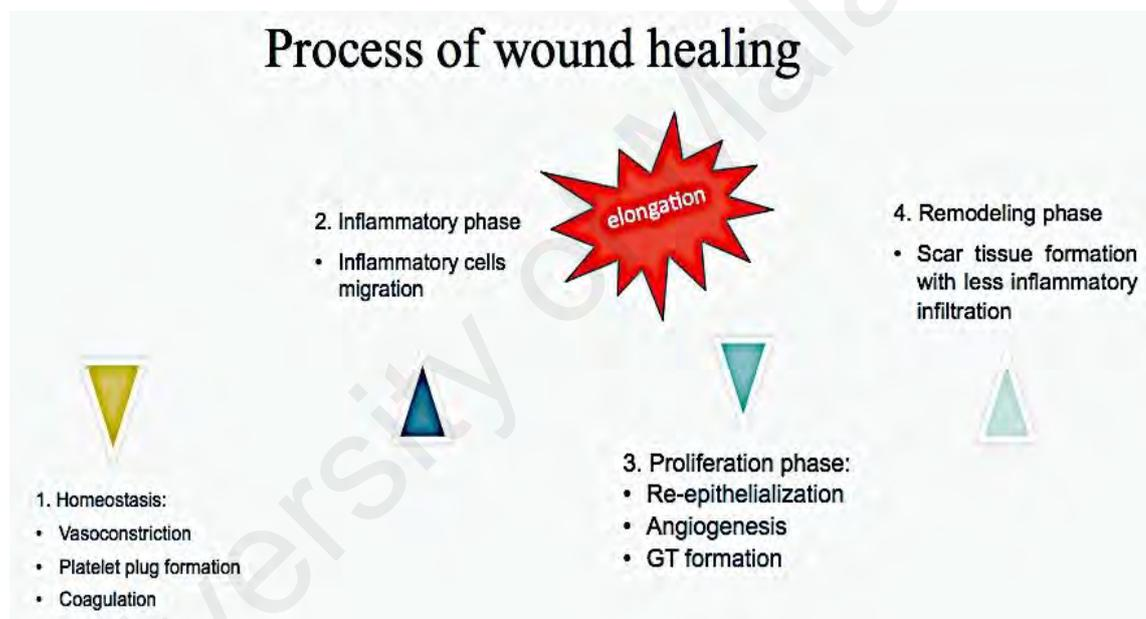 Process of wound healing
elongation
2. Inflammatory phase
• Inflammatory cells
migration
4. Remodeling phase
• Scar tissue formation
with less inflammatory
infiltration
1. Homeostasis:
• Vasoconstriction
• Platelet plug formation
• Coagulation
3. Proliferation phase:
• Re-epithelialization
• Angiogenesis
• GT formation